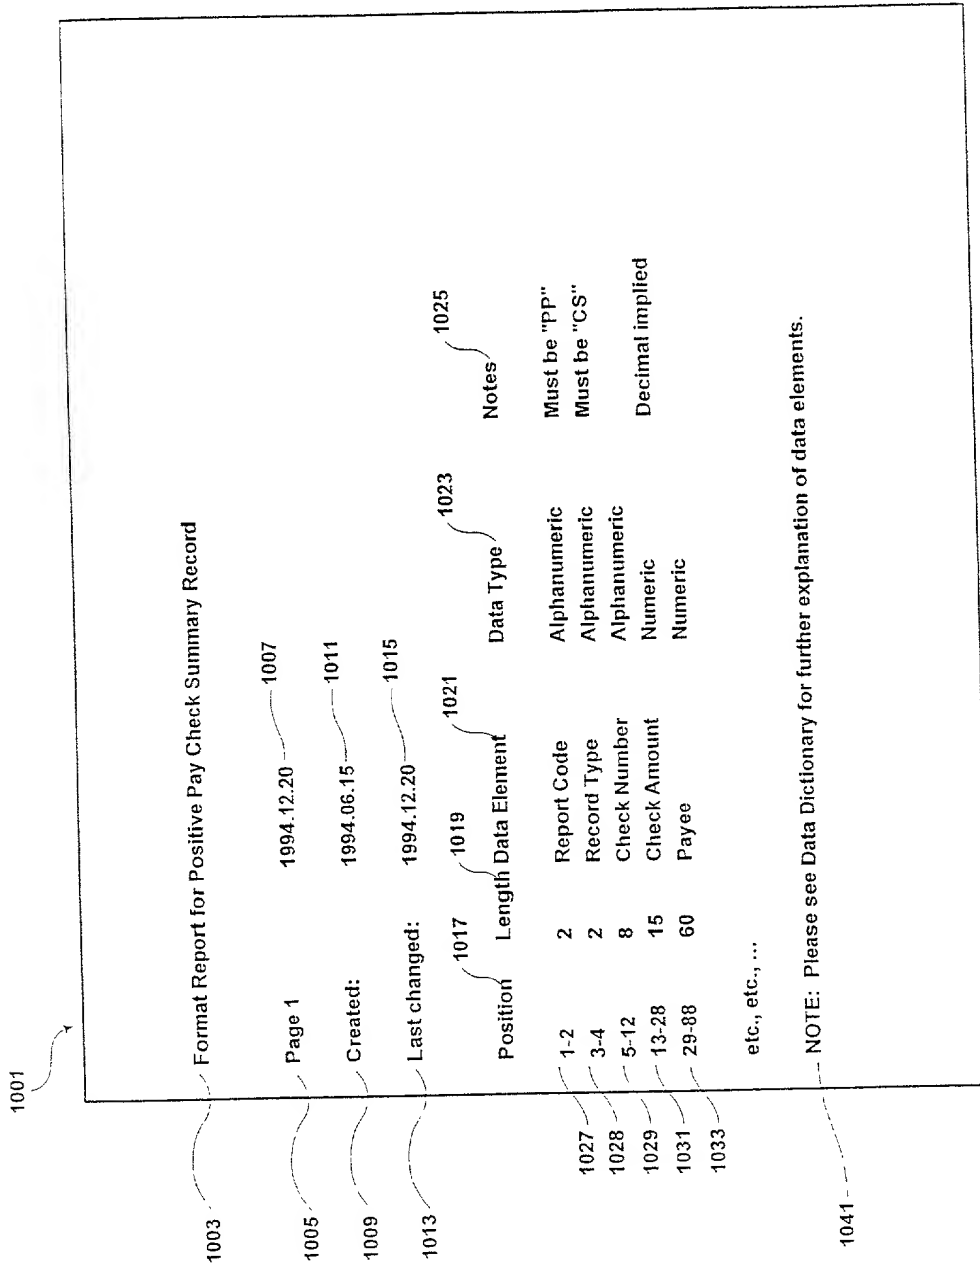 1001
1003 Format Report for Positive Pay Check Summary Record
1005 Page 1 1994.12.20 1007
1009 Created: 1994.06.15 1011
1013 Last changed: 1994.12.20 1015
1017 1019 1021 1023 1025
Position Length Data Element Data Type Notes
1027 1-2 2 Report Code Alphanumeric Must be "PP"
1028 3-4 2 Record Type Alphanumeric Must be "CS"
1029 5-12 8 Check Number Alphanumeric
1031 13-28 15 Check Amount Numeric Decimal implied
1033 29-88 60 Payee Numeric
etc., etc., ...
1041 NOTE: Please see Data Dictionary for further explanation of data elements.